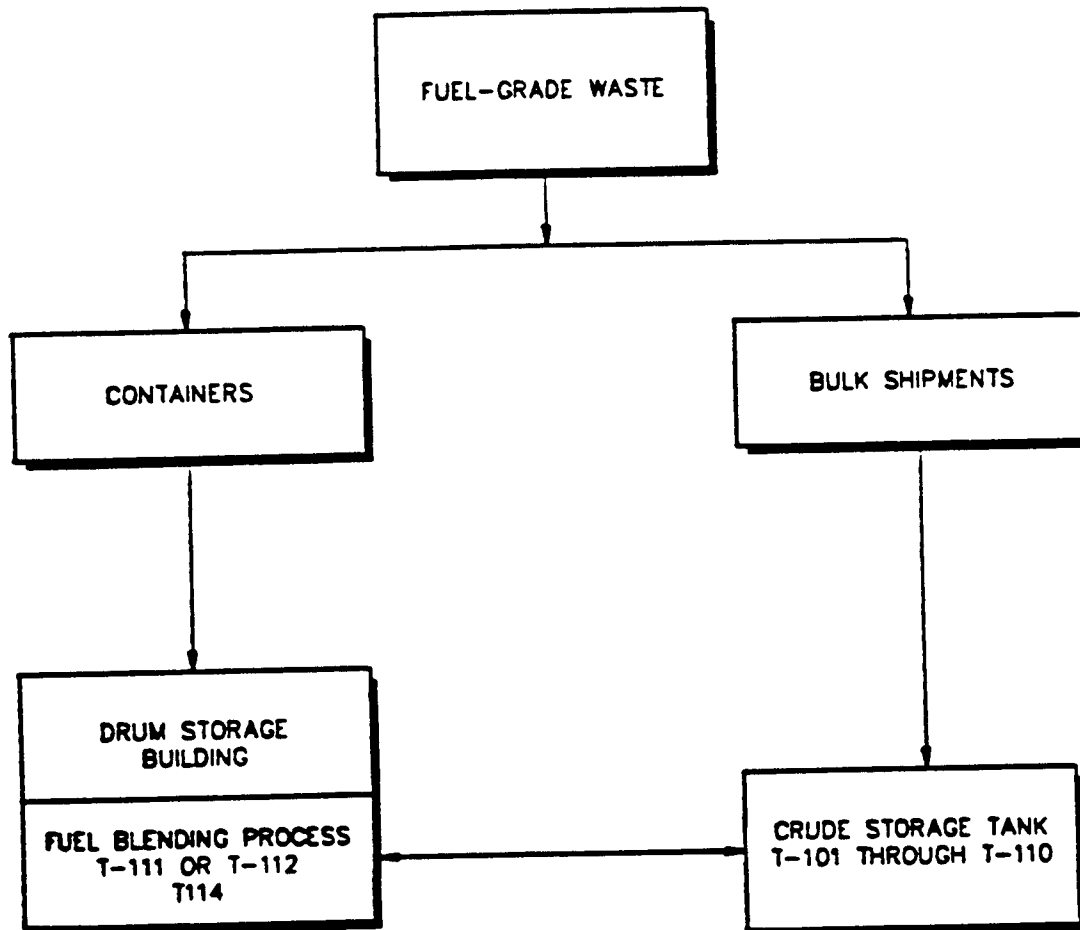 FUEL-GRADE WASTE
CONTAINERS
BULK SHIPMENTS
DRUM STORAGE
BUILDING
FUEL BLENDING PROCESS
T-111 OR T-112
T114
CRUDE STORAGE TANK
T-101 THROUGH T-110